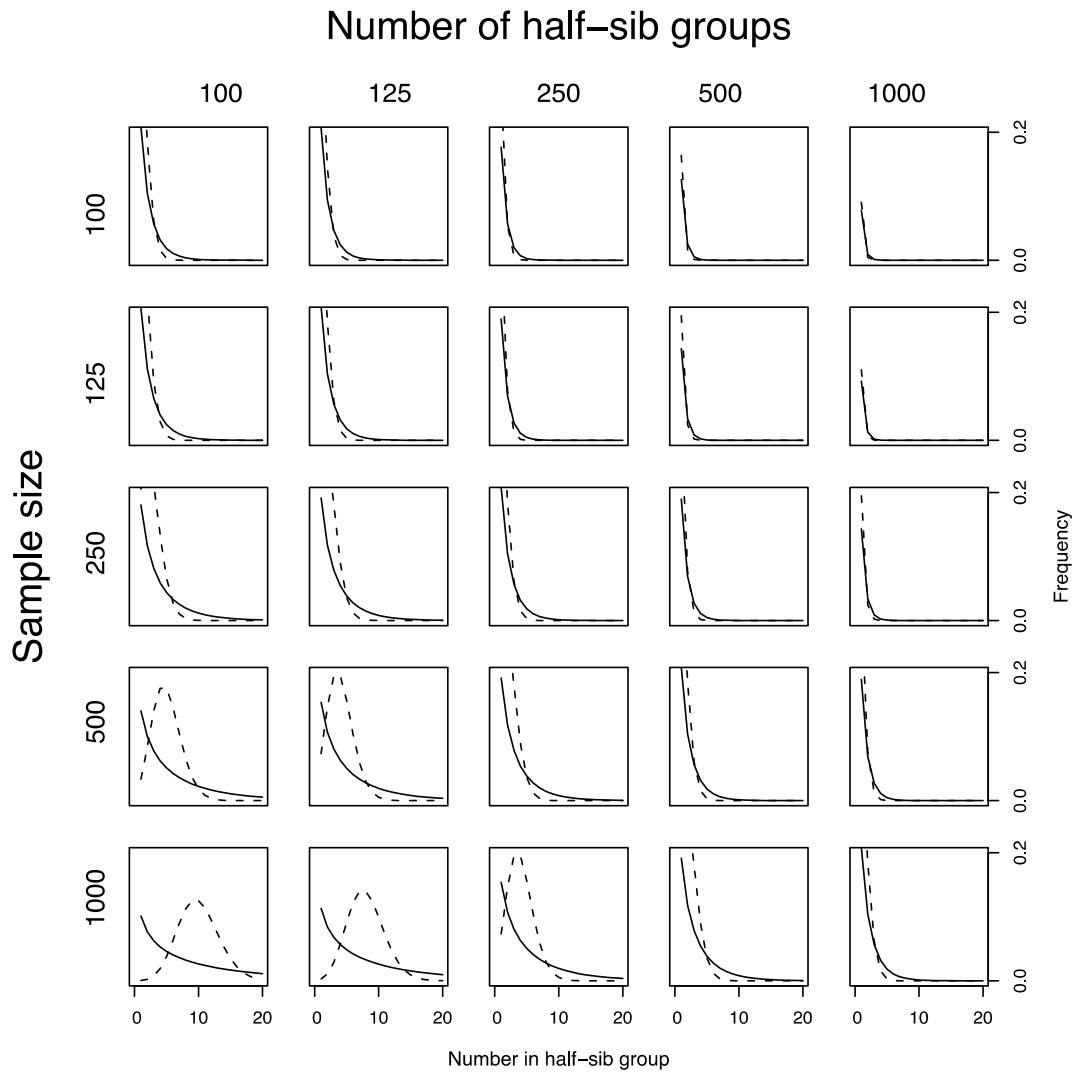 Number of half−sib groups
100 125 250 500 1000
Sample size
100
125
250
500
1000
0.0 0.2
0.0 0.2
0.0 0.2
0.0 0.2
0.0 0.2
Frequency
0 10 20 0 10 20 0 10 20 0 10 20 0 10 20
Number in half−sib group